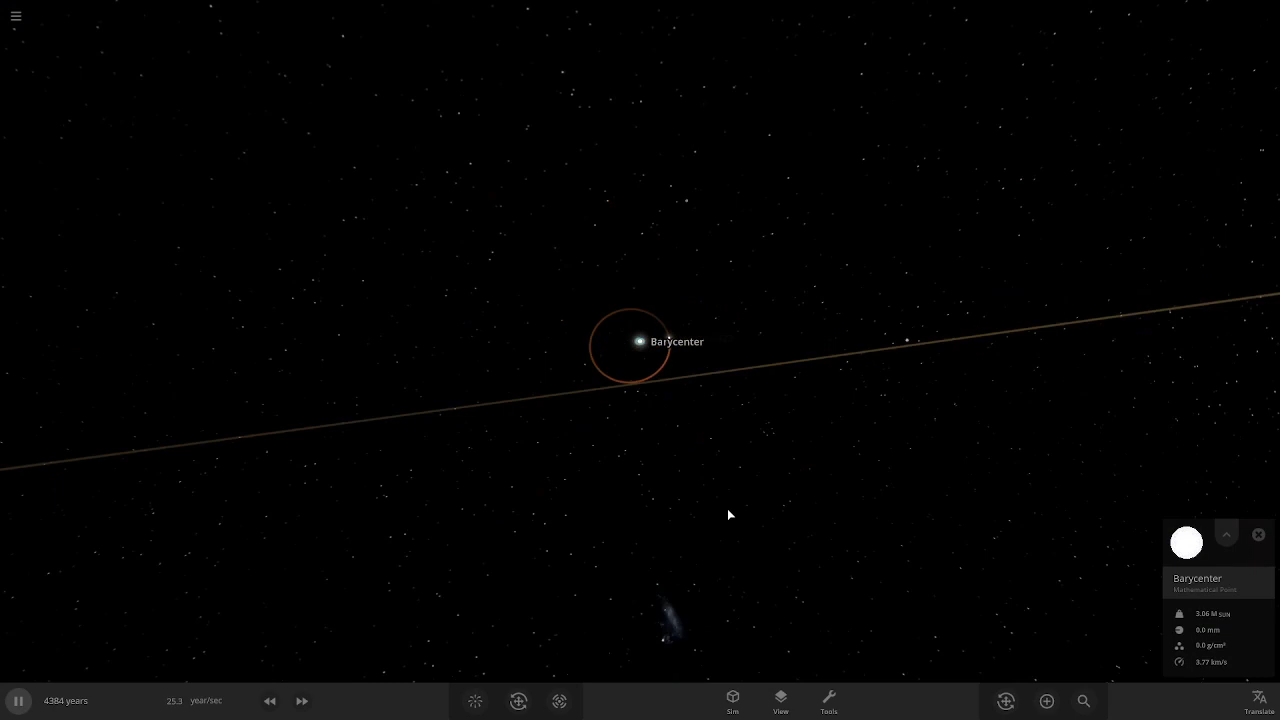 Barycenter
Barycenter
Mathematical Point
3.06 M SUN
0.0 mm
0.0 g/cm³
3.77 km/s
4384 years
25.3 year/sec
Sim
View
Tools
Translate